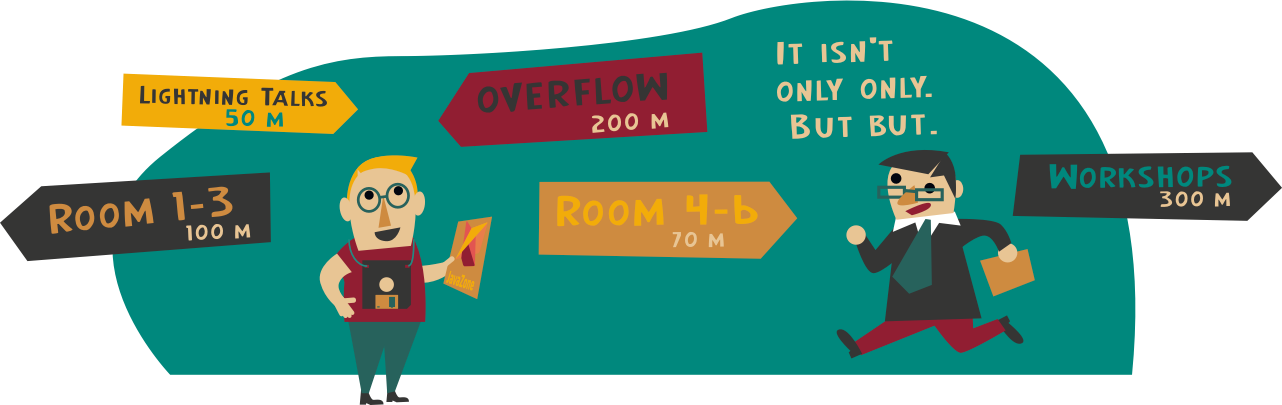 LIGHTNING TALKS
50 M
OVERFLOW
200 M
IT ISN'T
ONLY ONLY.
BUT BUT.
ROOM 1-3
100 M
ROOM 4-6
70 M
WORKSHOPS
300 M
JavaZone